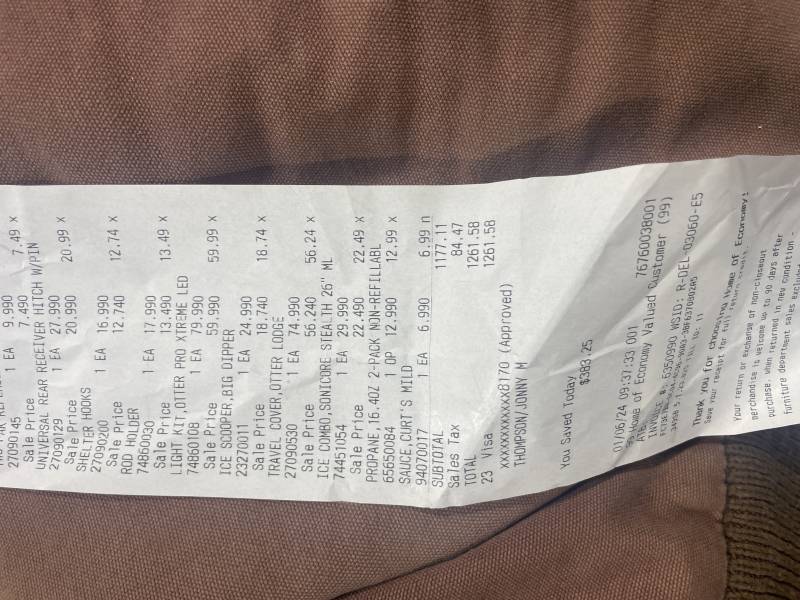 27090145 1 EA 9.990
Sale Price 7.490 7.49 x
UNIVERSAL REAR RECEIVER HITCH W/PIN
27090129 1 EA 27.990
Sale Price 20.990 20.99 x
SHELTER HOOKS
27090200 1 EA 16.990
Sale Price 12.740 12.74 x
ROD HOLDER
74860030 1 EA 17.990
Sale Price 13.490 13.49 x
LIGHT KIT,OTTER PRO XTREME LED
74860108 1 EA 79.990
Sale Price 59.990 59.99 x
ICE SCOOPER,BIG DIPPER
23270011 1 EA 24.990
Sale Price 18.740 18.74 x
TRAVEL COVER,OTTER LODGE
27090530 1 EA 74.990
Sale Price 56.240 56.24 x
ICE COMBO,SONICORE STEALTH 26" ML
74451054 1 EA 29.990
Sale Price 22.490 22.49 x
PROPANE,16.4OZ 2-PACK NON-REFILLABL
65650084 1 OP 12.990 12.99 x
SAUCE,CURT'S MILD
94070017 1 EA 6.990 6.99 n
SUBTOTAL 1177.11
Sales Tax 84.47
TOTAL 1261.58
23 Visa 1261.58
XXXXXXXXXXXX8170 (Approved)
THOMPSON/JONNY M
You Saved Today
$383.25
01/06/24 09:37:33 001 76760038001
Home of Economy Valued Customer (99)
6350990 WSID: R-DEL-03060-E5
Thank you for choosing Home of Economy!
Save your receipt for full return credit.
Your return or exchange of non-closeout
merchandise is welcome up to 90 days after
purchase, when returned in new condition -
furniture department sales excluded